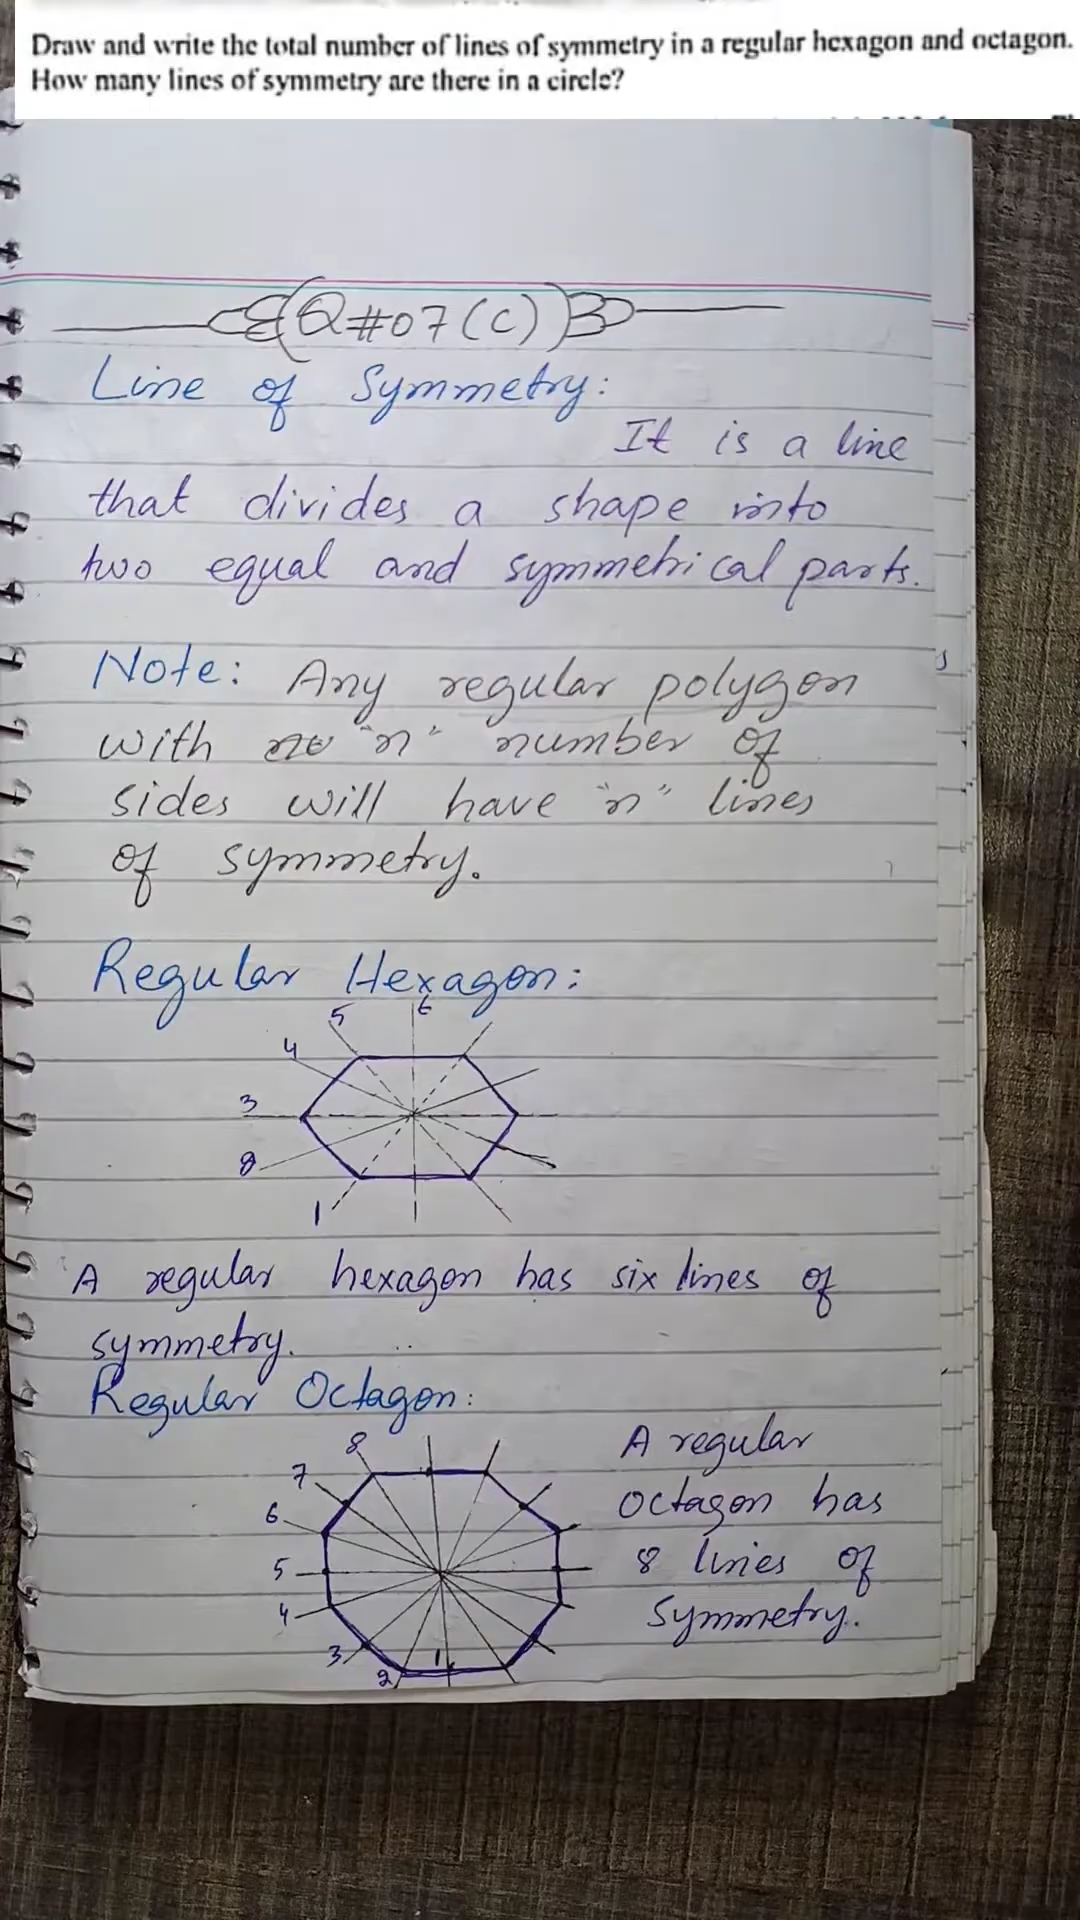 Draw and write the total number of lines of symmetry in a regular hexagon and octagon.
How many lines of symmetry are there in a circle?
Q#07(C)
Line of Symmetry:
It is a line
that divides a shape into
two equal and symmetrical parts.
Note: Any regular polygon
with "n" number of
sides will have "n" lines
of symmetry.
Regular Hexagon:
5 6
4
3
1
A regular hexagon has six lines of
symmetry.
Regular Octagon:
8
7
6
5
4
3
2 1
A regular
octagon has
8 lines of
Symmetry.